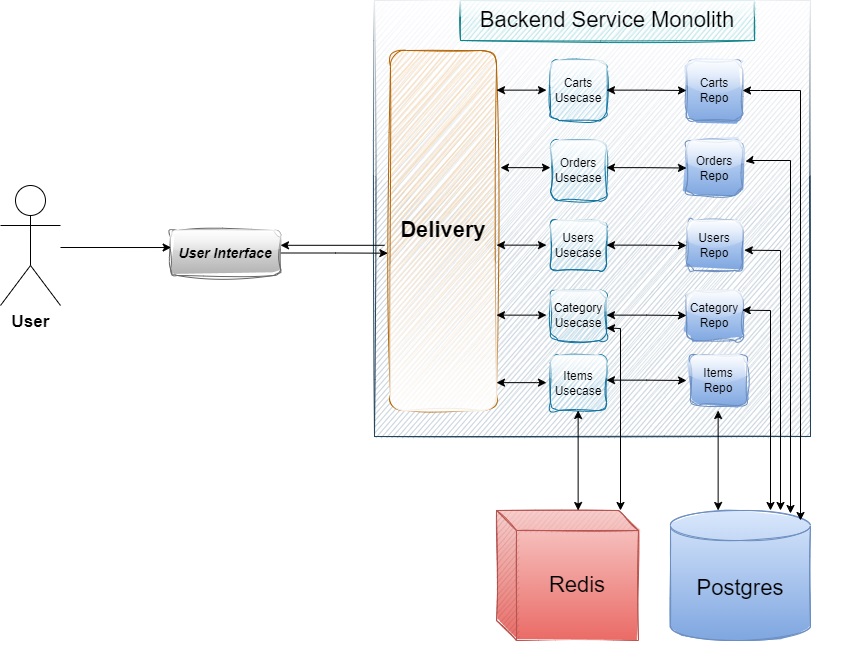 Backend Service Monolith
Carts
Usecase
Carts
Repo
Orders
Usecase
Orders
Repo
Delivery
Users
Usecase
Users
Repo
User Interface
User
Category
Usecase
Category
Repo
Items
Usecase
Items
Repo
Redis
Postgres